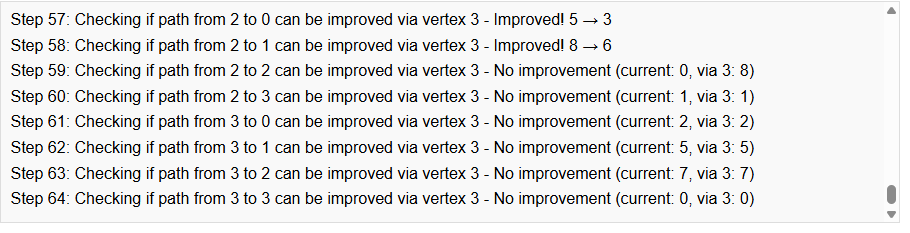 Step 57: Checking if path from 2 to 0 can be improved via vertex 3 - Improved! 5 → 3
Step 58: Checking if path from 2 to 1 can be improved via vertex 3 - Improved! 8 → 6
Step 59: Checking if path from 2 to 2 can be improved via vertex 3 - No improvement (current: 0, via 3: 8)
Step 60: Checking if path from 2 to 3 can be improved via vertex 3 - No improvement (current: 1, via 3: 1)
Step 61: Checking if path from 3 to 0 can be improved via vertex 3 - No improvement (current: 2, via 3: 2)
Step 62: Checking if path from 3 to 1 can be improved via vertex 3 - No improvement (current: 5, via 3: 5)
Step 63: Checking if path from 3 to 2 can be improved via vertex 3 - No improvement (current: 7, via 3: 7)
Step 64: Checking if path from 3 to 3 can be improved via vertex 3 - No improvement (current: 0, via 3: 0)